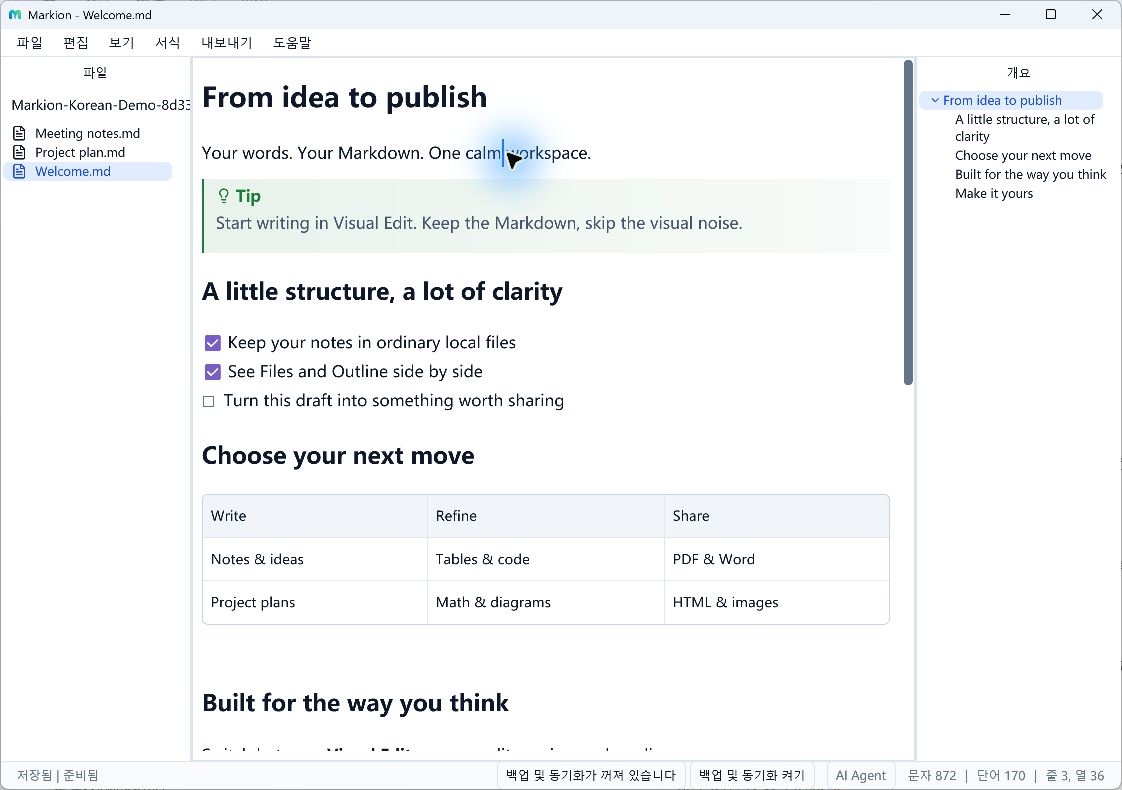 Markion - Welcome.md
파일 편집 보기 서식 내보내기 도움말
파일
Markion-Korean-Demo-8d33
Meeting notes.md
Project plan.md
Welcome.md
From idea to publish
Your words. Your Markdown. One calm workspace.
Tip
Start writing in Visual Edit. Keep the Markdown, skip the visual noise.
A little structure, a lot of clarity
Keep your notes in ordinary local files
See Files and Outline side by side
Turn this draft into something worth sharing
Choose your next move
Write Refine Share
Notes & ideas Tables & code PDF & Word
Project plans Math & diagrams HTML & images
Built for the way you think
개요
From idea to publish
A little structure, a lot of
clarity
Choose your next move
Built for the way you think
Make it yours
저장됨 | 준비됨 백업 및 동기화가 꺼져 있습니다 백업 및 동기화 켜기 AI Agent 문자 872 | 단어 170 | 줄 3, 열 36